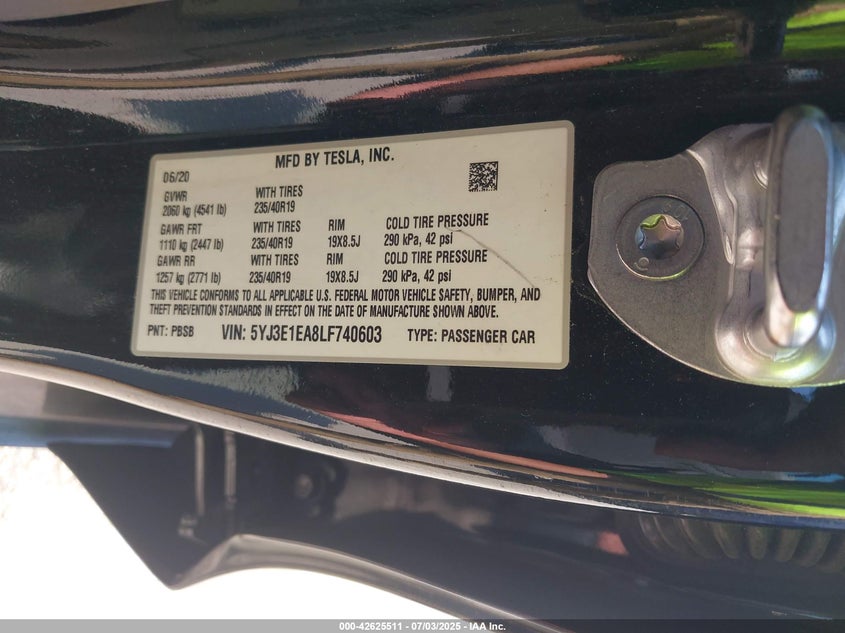 MFD BY TESLA, INC.
06/20
GVWR WITH TIRES
2060 kg (4541 lb) 235/40R19
GAWR FRT WITH TIRES RIM COLD TIRE PRESSURE
1110 kg (2447 lb) 235/40R19 19X8.5J 290 kPa, 42 psi
GAWR RR WITH TIRES RIM COLD TIRE PRESSURE
1257 kg (2771 lb) 235/40R19 19X8.5J 290 kPa, 42 psi
THIS VEHICLE CONFORMS TO ALL APPLICABLE U.S. FEDERAL MOTOR VEHICLE SAFETY, BUMPER, AND
THEFT PREVENTION STANDARDS IN EFFECT ON THE DATE OF MANUFACTURE SHOWN ABOVE.
PNT: PBSB VIN: 5YJ3E1EA8LF740603 TYPE: PASSENGER CAR
000-42625511 - 07/03/2025 - IAA Inc.